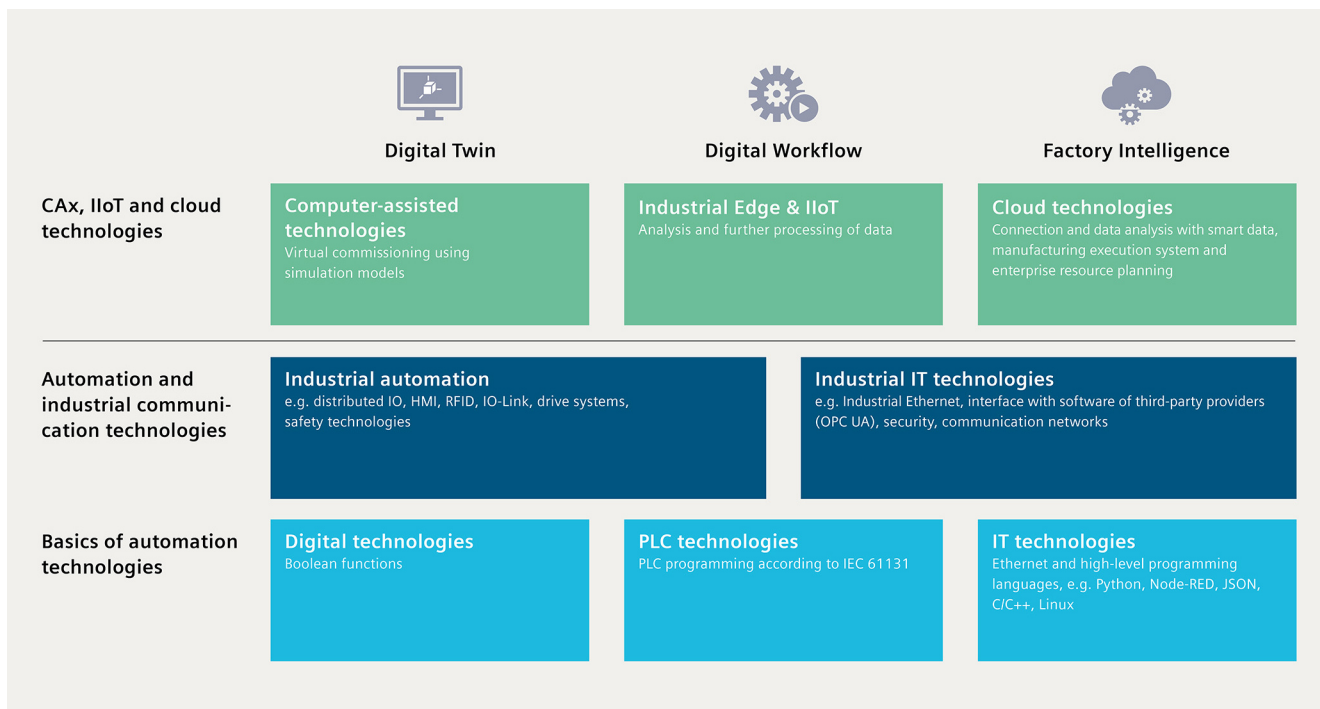 Digital Twin
Digital Workflow
Factory Intelligence
CAx, IIoT and cloud
technologies
Computer-assisted
technologies
Virtual commissioning using
simulation models
Industrial Edge & IIoT
Analysis and further processing of data
Cloud technologies
Connection and data analysis with smart data,
manufacturing execution system and
enterprise resource planning
Automation and
industrial communi-
cation technologies
Industrial automation
e.g. distributed IO, HMI, RFID, IO-Link, drive systems,
safety technologies
Industrial IT technologies
e.g. Industrial Ethernet, interface with software of third-party providers
(OPC UA), security, communication networks
Basics of automation
technologies
Digital technologies
Boolean functions
PLC technologies
PLC programming according to IEC 61131
IT technologies
Ethernet and high-level programming
languages, e.g. Python, Node-RED, JSON,
C/C++, Linux